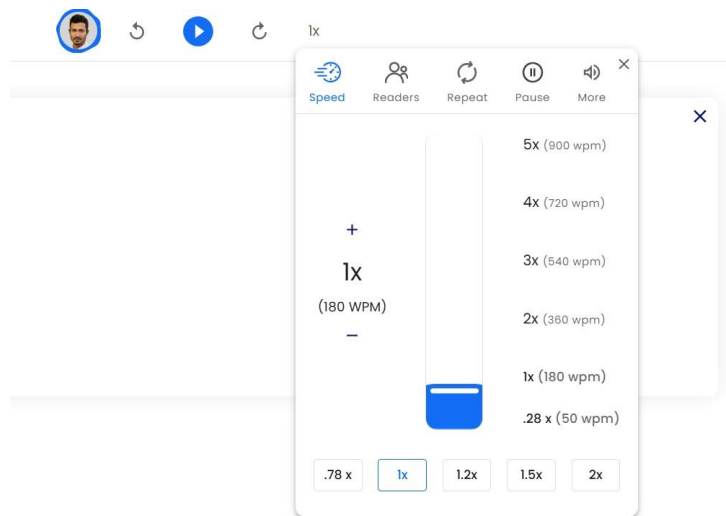 1x
Speed Readers Repeat Pause More
5x (900 wpm)
4x (720 wpm)
+
3x (540 wpm)
1x
(180 WPM)
2x (360 wpm)
−
1x (180 wpm)
.28 x (50 wpm)
.78 x 1x 1.2x 1.5x 2x